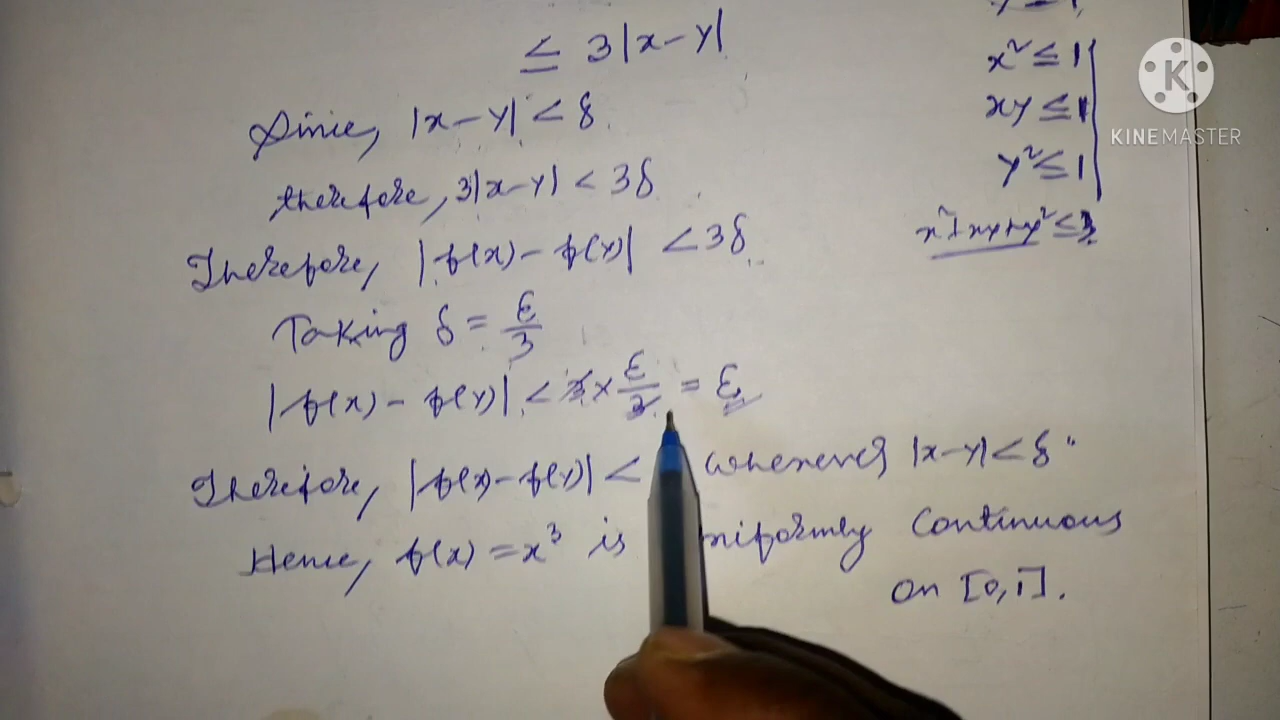 ≤ 3|x-y|
Since, |x-y| < δ.
therefore, 3|x-y| < 3δ
Therefore, |f(x) - f(y)| < 3δ
Taking δ = ε/3
|f(x) - f(y)| < 3 × ε/3 = ε
Therefore, |f(x) - f(y)| < whenever |x-y| < δ
Hence, f(x) = x³ is uniformly continuous
on [0,1].
x² ≤ 1
xy ≤ 1
y² ≤ 1
x² + xy + y² ≤ 3
K
KINEMASTER